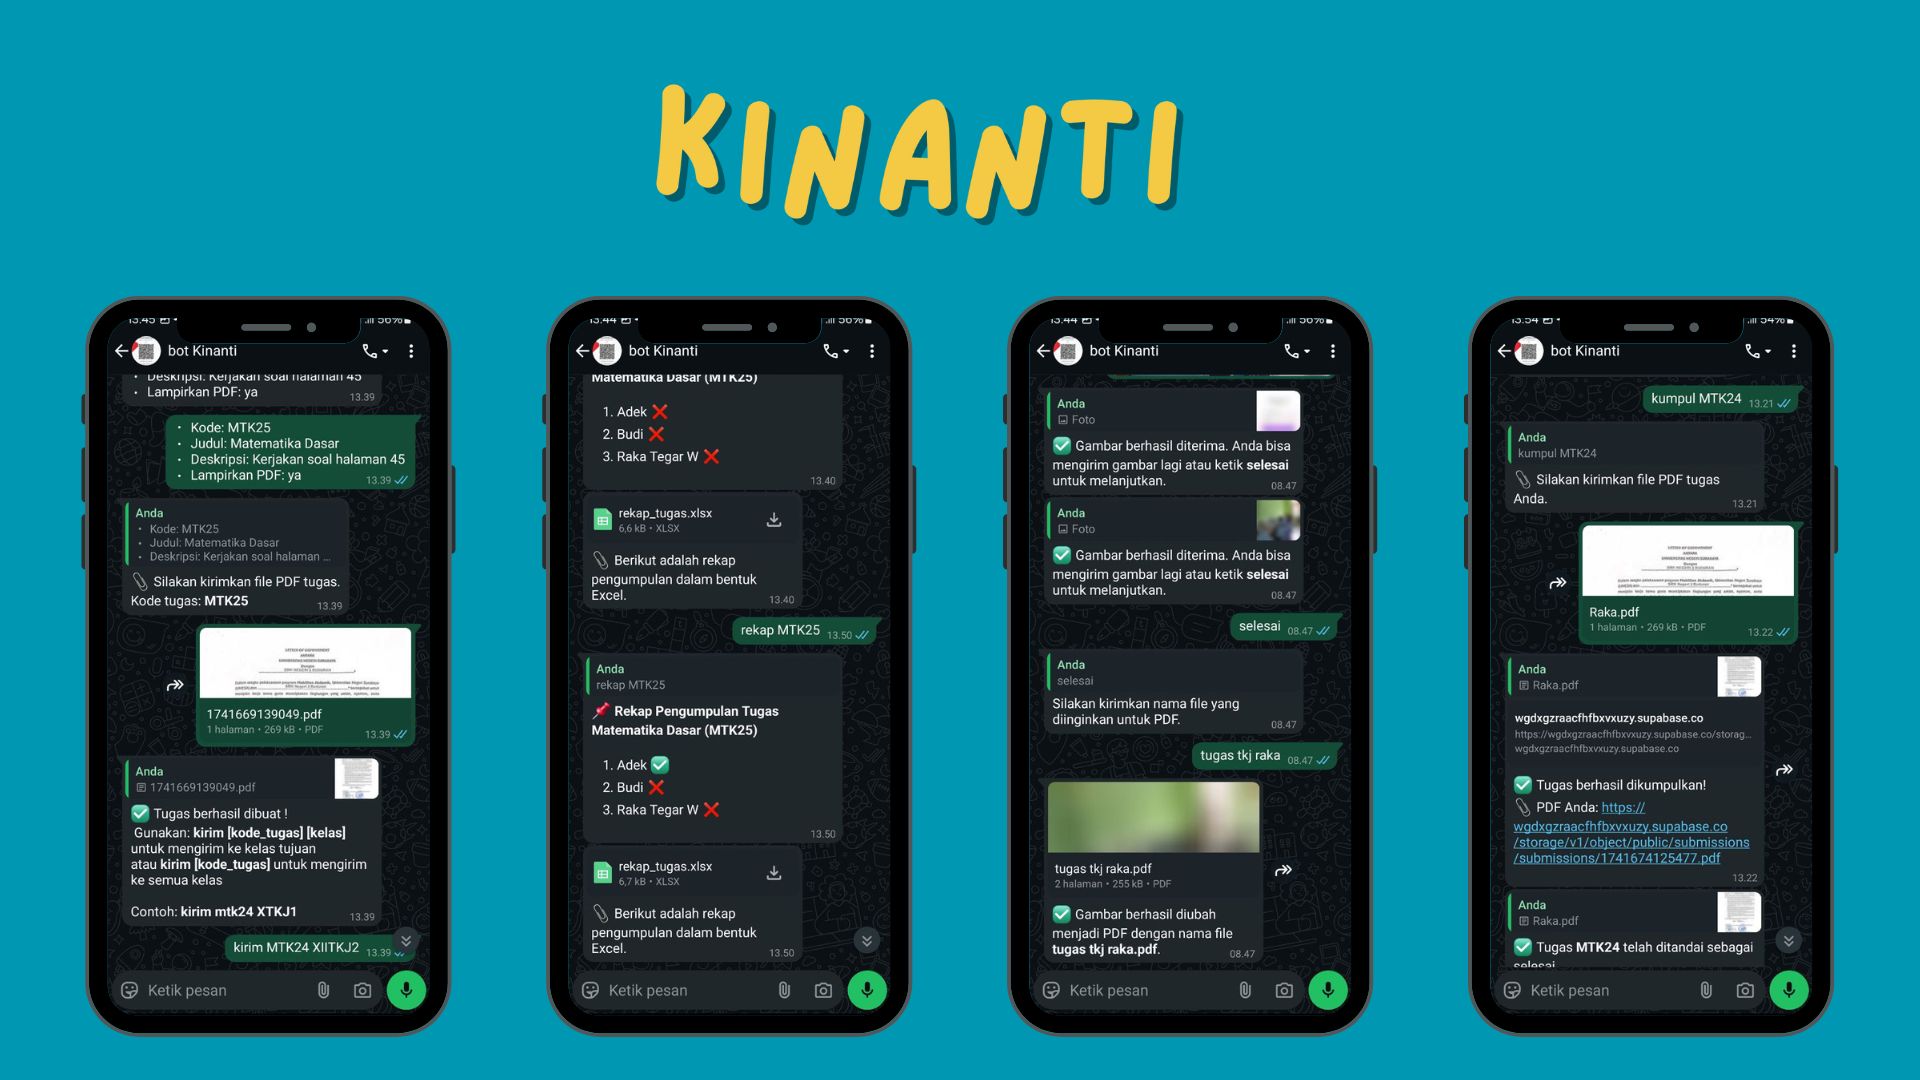 KINANTI
13.45
56%
bot Kinanti
Deskripsi: Kerjakan soal halaman 45
Lampirkan PDF: ya
13.39
Kode: MTK25
Judul: Matematika Dasar
Deskripsi: Kerjakan soal halaman 45
Lampirkan PDF: ya
13.39
Anda
Kode: MTK25
Judul: Matematika Dasar
Deskripsi: Kerjakan soal halaman ...
Silakan kirimkan file PDF tugas.
Kode tugas: MTK25
13.39
1741669139049.pdf
1 halaman • 269 kB • PDF
13.39
Anda
1741669139049.pdf
Tugas berhasil dibuat !
Gunakan: kirim [kode_tugas] [kelas]
untuk mengirim ke kelas tujuan
atau kirim [kode_tugas] untuk mengirim
ke semua kelas
Contoh: kirim mtk24 XTKJ1
13.39
kirim MTK24 XIITKJ2
13.39
Ketik pesan
13.44
56%
bot Kinanti
Matematika Dasar (MTK25)
1. Adek ❌
2. Budi ❌
3. Raka Tegar W ❌
13.40
rekap_tugas.xlsx
6,6 kB • XLSX
Berikut adalah rekap
pengumpulan dalam bentuk
Excel.
13.40
rekap MTK25
13.50
Anda
rekap MTK25
Rekap Pengumpulan Tugas
Matematika Dasar (MTK25)
1. Adek ✅
2. Budi ❌
3. Raka Tegar W ❌
13.50
rekap_tugas.xlsx
6,7 kB • XLSX
Berikut adalah rekap
pengumpulan dalam bentuk
Excel.
13.50
Ketik pesan
13.44
56%
bot Kinanti
Anda
Foto
Gambar berhasil diterima. Anda bisa
mengirim gambar lagi atau ketik selesai
untuk melanjutkan.
08.47
Anda
Foto
Gambar berhasil diterima. Anda bisa
mengirim gambar lagi atau ketik selesai
untuk melanjutkan.
08.47
selesai
08.47
Anda
selesai
Silakan kirimkan nama file yang
diinginkan untuk PDF.
08.47
tugas tkj raka
08.47
tugas tkj raka.pdf
2 halaman • 255 kB • PDF
Gambar berhasil diubah
menjadi PDF dengan nama file
tugas tkj raka.pdf.
08.47
Ketik pesan
13.54
54%
bot Kinanti
kumpul MTK24
13.21
Anda
kumpul MTK24
Silakan kirimkan file PDF tugas
Anda.
13.21
Raka.pdf
1 halaman • 269 kB • PDF
13.22
Anda
Raka.pdf
wgdxgzraacfhfbxvxuzy.supabase.co
https://wgdxgzraacfhfbxvxuzy.supabase.co/storag...
wgdxgzraacfhfbxvxuzy.supabase.co
Tugas berhasil dikumpulkan!
PDF Anda: https://
wgdxgzraacfhfbxvxuzy.supabase.co
/storage/v1/object/public/submissions
/submissions/1741674125477.pdf
13.22
Anda
Raka.pdf
Tugas MTK24 telah ditandai sebagai
selesai
Ketik pesan